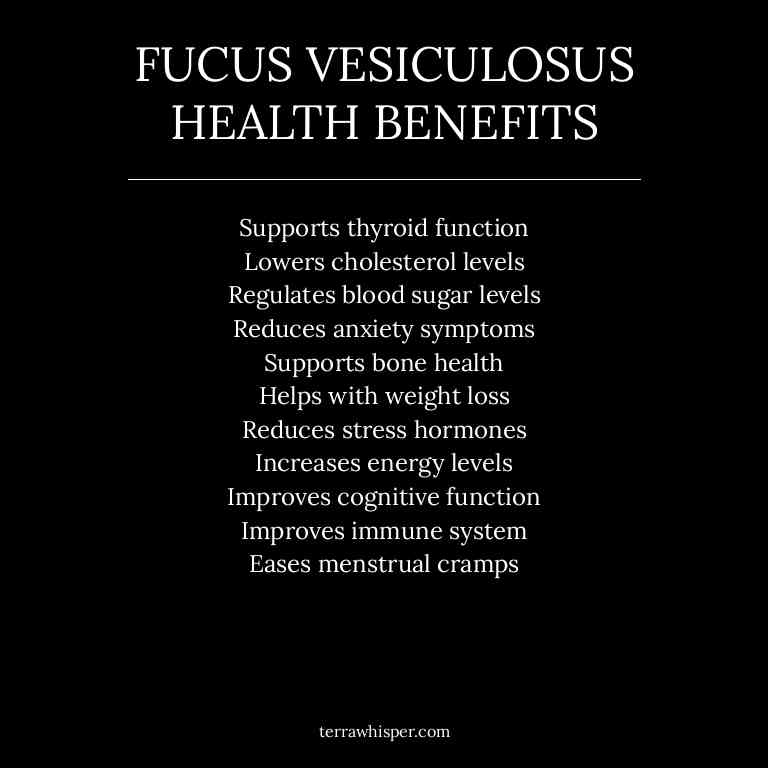 FUCUS VESICULOSUS
HEALTH BENEFITS
Supports thyroid function
Lowers cholesterol levels
Regulates blood sugar levels
Reduces anxiety symptoms
Supports bone health
Helps with weight loss
Reduces stress hormones
Increases energy levels
Improves cognitive function
Improves immune system
Eases menstrual cramps
terrawhisper.com